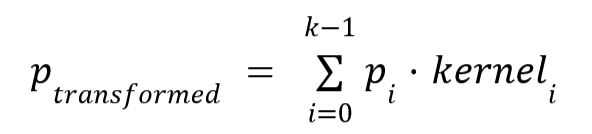 p_transformed = ∑_{i=0}^{k−1} p_i · kernel_i